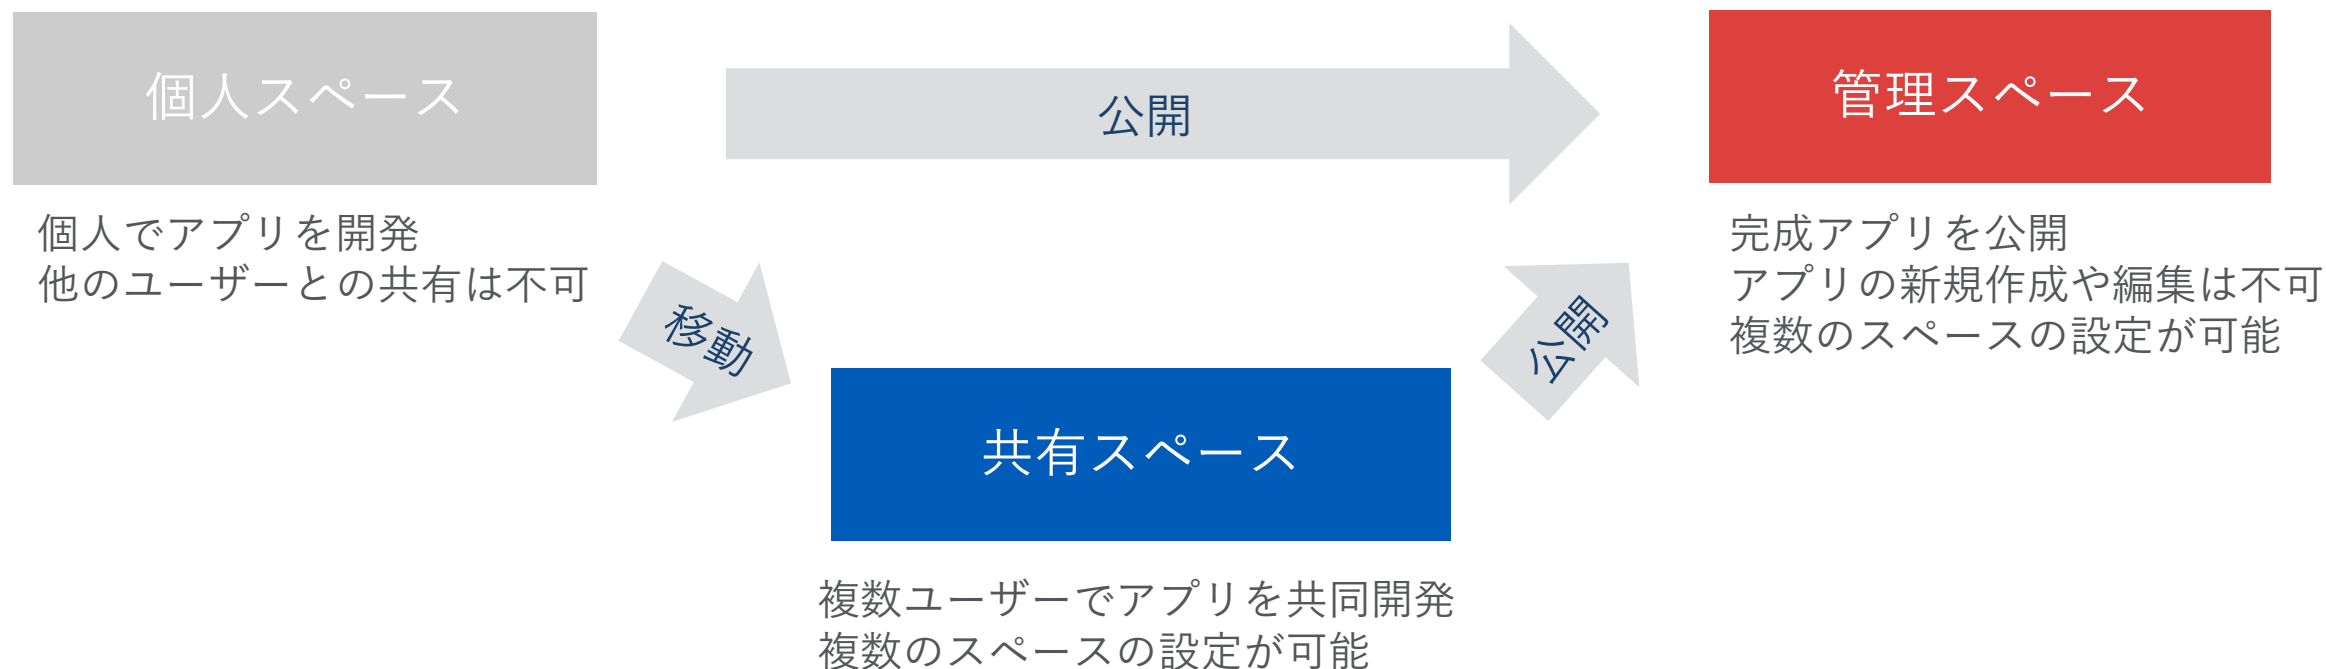 個人スペース
公開
管理スペース
個人でアプリを開発
他のユーザーとの共有は不可
完成アプリを公開
アプリの新規作成や編集は不可
複数のスペースの設定が可能
移動
公開
共有スペース
複数ユーザーでアプリを共同開発
複数のスペースの設定が可能